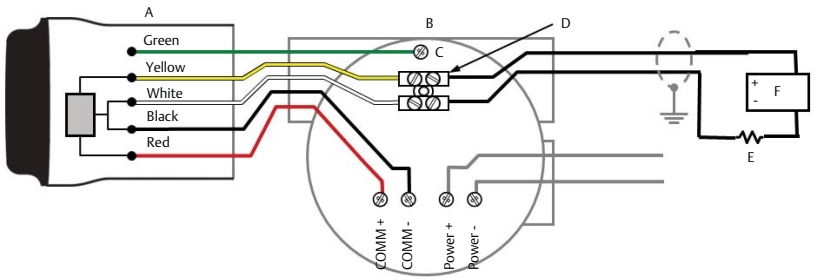 A
B
D
Green
C
Yellow
White
Black
Red
+
-
F
E
COMM +
COMM -
Power +
Power -